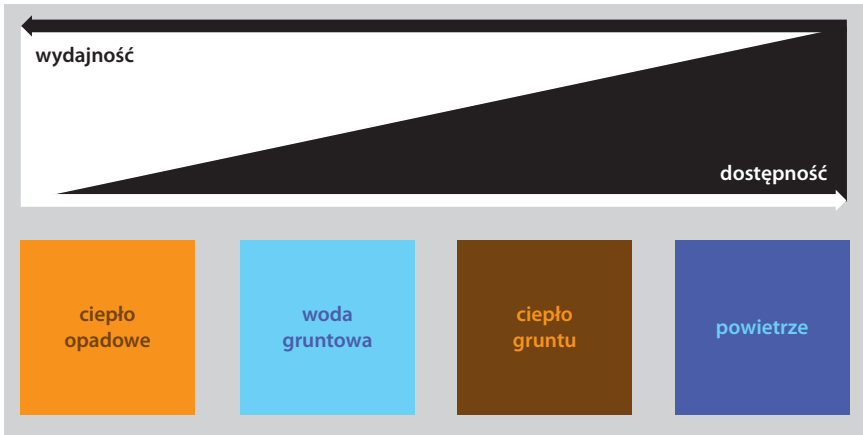 wydajność
dostępność
ciepło
opadowe
woda
gruntowa
ciepło
gruntu
powietrze